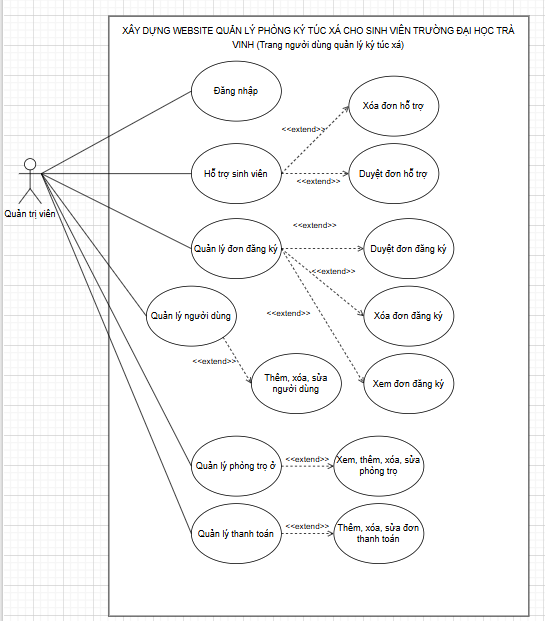 XÂY DỰNG WEBSITE QUẢN LÝ PHÒNG KÝ TÚC XÁ CHO SINH VIÊN TRƯỜNG ĐẠI HỌC TRÀ
VINH (Trang người dùng quản lý ký túc xá)
Đăng nhập
Xóa đơn hỗ trợ
<<extend>>
Hỗ trợ sinh viên
<<extend>>
Duyệt đơn hỗ trợ
Quản trị viên
<<extend>>
Quản lý đơn đăng ký
Duyệt đơn đăng ký
<<extend>>
<<extend>>
Quản lý người dùng
Xóa đơn đăng ký
<<extend>>
Thêm, xóa, sửa
người dùng
Xem đơn đăng ký
Quản lý phòng trọ ở
<<extend>>
Xem, thêm, xóa, sửa
phòng trọ
Quản lý thanh toán
<<extend>>
Thêm, xóa, sửa đơn
thanh toán